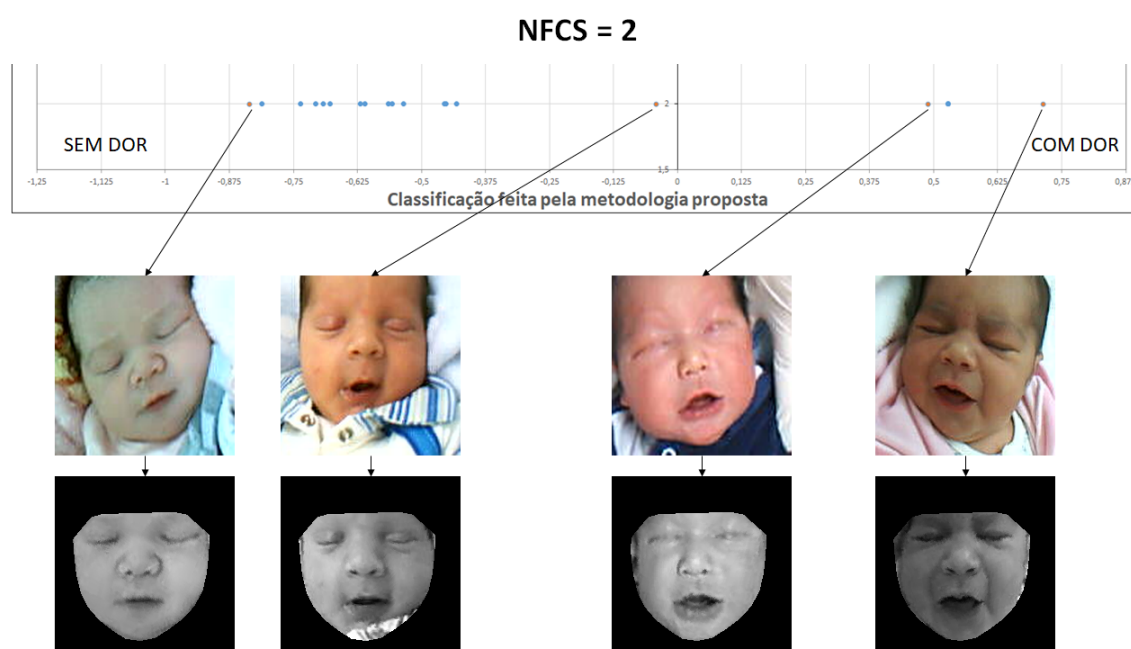 NFCS = 2
2
SEM DOR
COM DOR
1,5
-1,25 -1,125 -1 -0,875 -0,75 -0,625 -0,5 -0,375 -0,25 -0,125 0 0,125 0,25 0,375 0,5 0,625 0,75 0,87
Classificação feita pela metodologia proposta